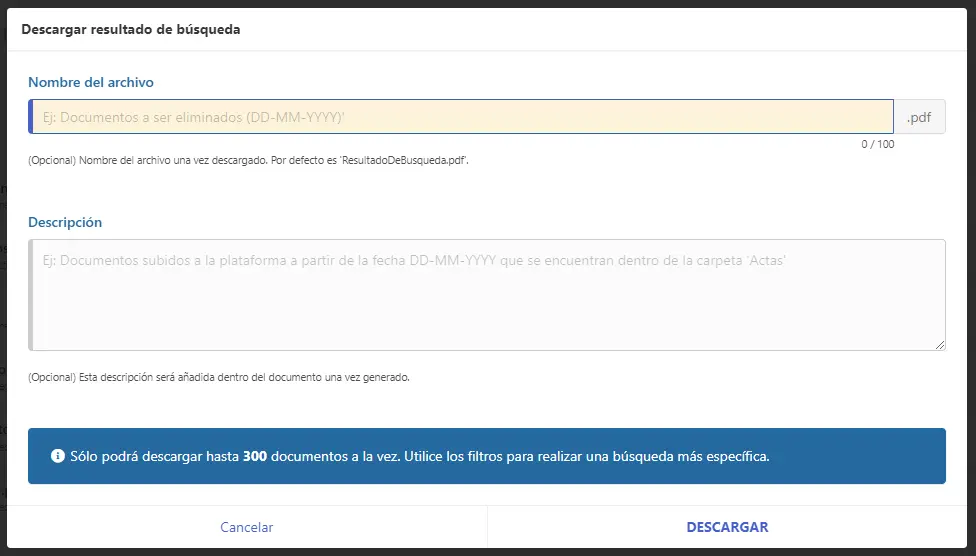 Descargar resultado de búsqueda
Nombre del archivo
Ej: Documentos a ser eliminados (DD-MM-YYYY)'
.pdf
0 / 100
(Opcional) Nombre del archivo una vez descargado. Por defecto es 'ResultadoDeBusqueda.pdf'.
Descripción
Ej: Documentos subidos a la plataforma a partir de la fecha DD-MM-YYYY que se encuentran dentro de la carpeta 'Actas'
(Opcional) Esta descripción será añadida dentro del documento una vez generado.
Sólo podrá descargar hasta 300 documentos a la vez. Utilice los filtros para realizar una búsqueda más específica.
Cancelar
DESCARGAR